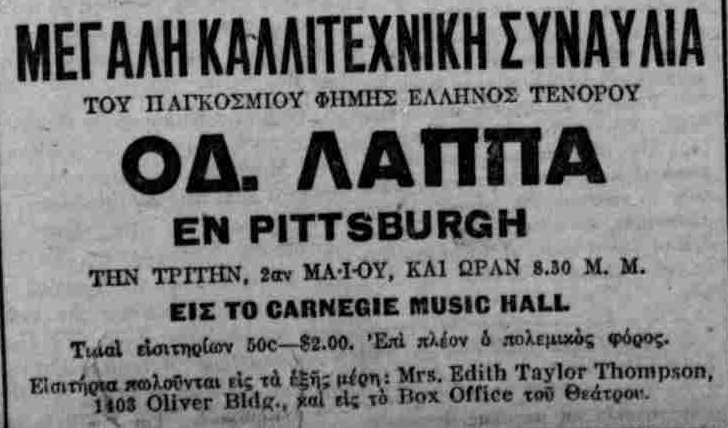 ΜΕΓΑΛΗ ΚΑΛΛΙΤΕΧΝΙΚΗ ΣΥΝΑΥΛΙΑ
ΤΟΥ ΠΑΓΚΟΣΜΙΟΥ ΦΗΜΗΣ ΕΛΛΗΝΟΣ ΤΕΝΟΡΟΥ
ΟΔ. ΛΑΠΠΑ
ΕΝ PITTSBURGH
ΤΗΝ ΤΡΙΤΗΝ, 2αν ΜΑ·Ι·ΟΥ, ΚΑΙ ΩΡΑΝ 8.30 Μ. Μ.
ΕΙΣ ΤΟ CARNEGIE MUSIC HALL
Τιμαὶ εἰσιτηρίων 50c—$2.00. Ἐπὶ πλέον ὁ πολεμικὸς φόρος.
Εἰσιτήρια πωλοῦνται εἰς τὰ ἑξῆς μέρη: Mrs. Edith Taylor Thompson,
1403 Oliver Bldg., καὶ εἰς τὸ Box Office τοῦ Θεάτρου.